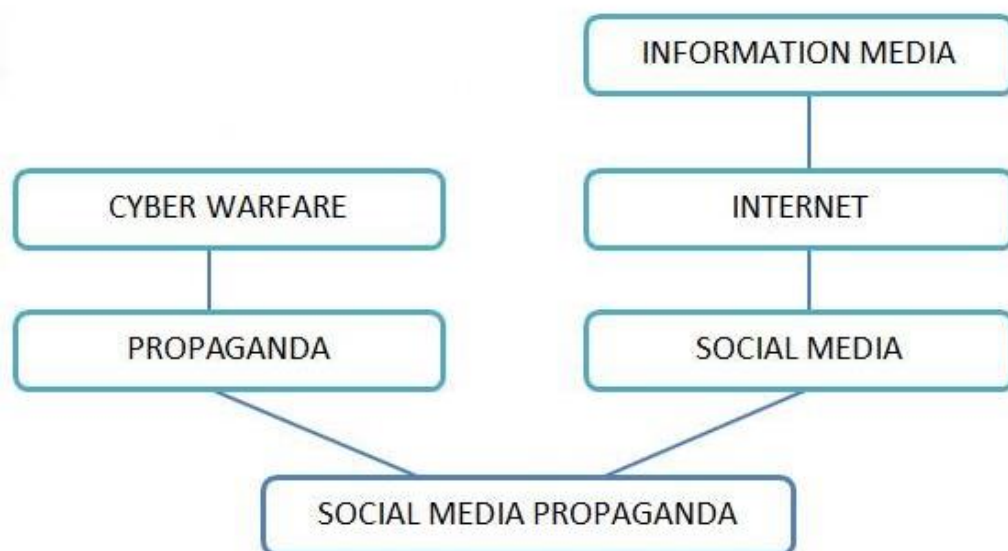 INFORMATION MEDIA
CYBER WARFARE
INTERNET
PROPAGANDA
SOCIAL MEDIA
SOCIAL MEDIA PROPAGANDA